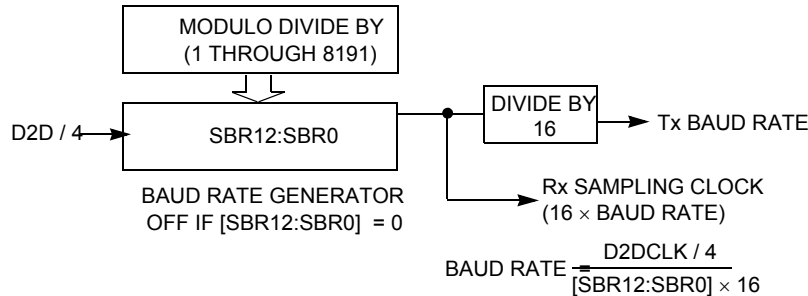 MODULO DIVIDE BY
(1 THROUGH 8191)
D2D / 4
SBR12:SBR0
DIVIDE BY
16
Tx BAUD RATE
BAUD RATE GENERATOR
OFF IF [SBR12:SBR0] = 0
Rx SAMPLING CLOCK
(16 × BAUD RATE)
BAUD RATE =
D2DCLK / 4
[SBR12:SBR0] × 16